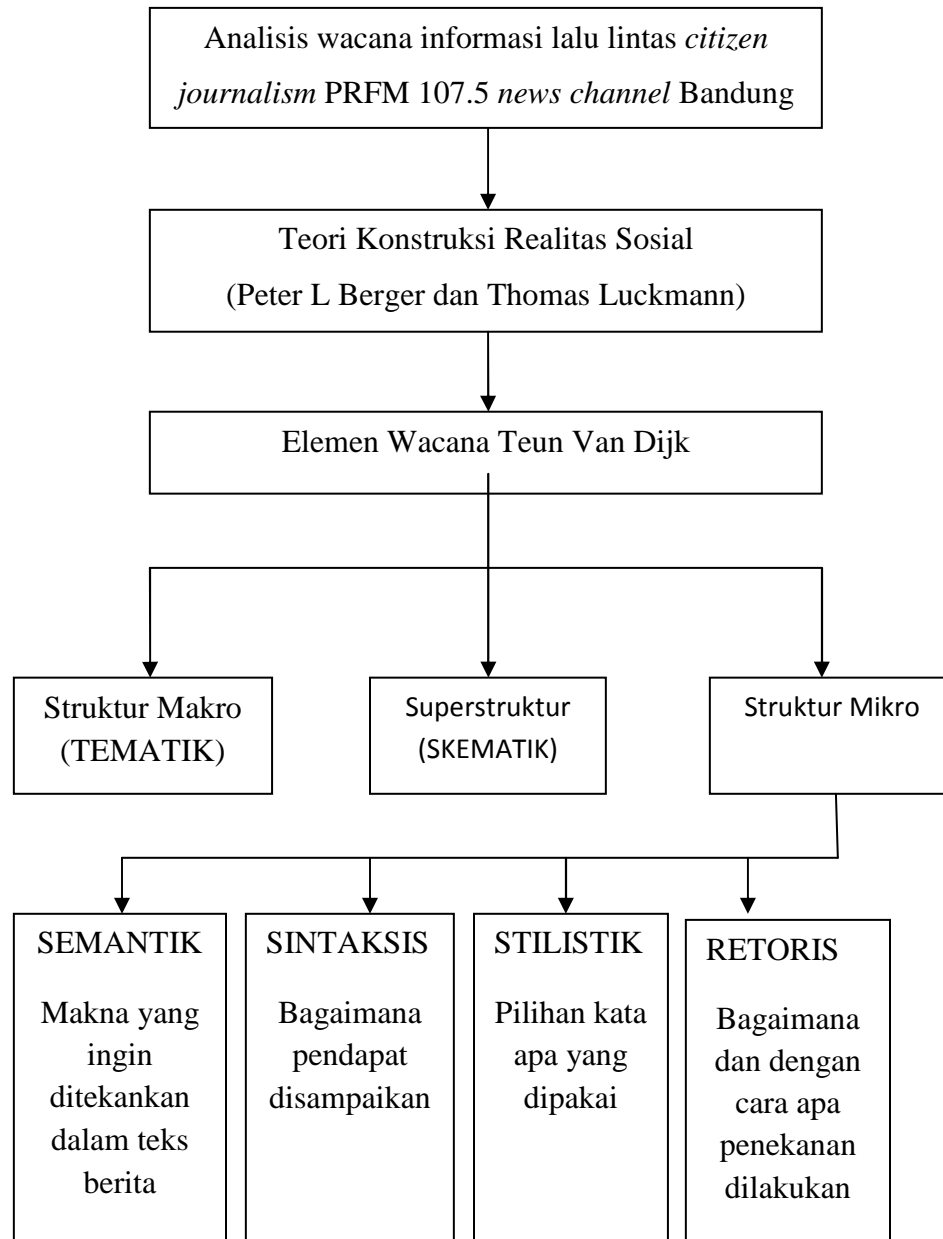 Analisis wacana informasi lalu lintas citizen
journalism PRFM 107.5 news channel Bandung
Teori Konstruksi Realitas Sosial
(Peter L Berger dan Thomas Luckmann)
Elemen Wacana Teun Van Dijk
Struktur Makro
(TEMATIK)
Superstruktur
(SKEMATIK)
Struktur Mikro
SEMANTIK
Makna yang
ingin
ditekankan
dalam teks
berita
SINTAKSIS
Bagaimana
pendapat
disampaikan
STILISTIK
Pilihan kata
apa yang
dipakai
RETORIS
Bagaimana
dan dengan
cara apa
penekanan
dilakukan